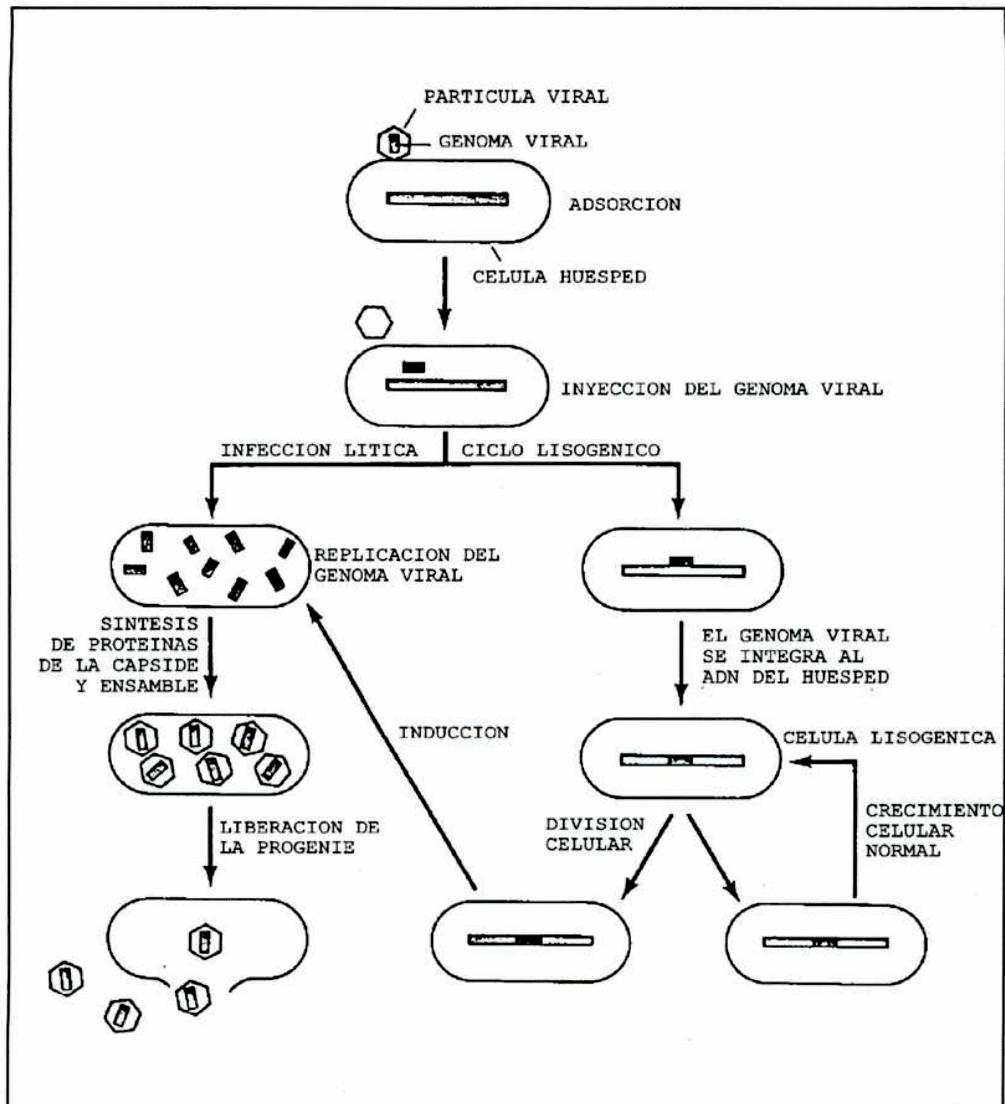 PARTICULA VIRAL
GENOMA VIRAL
ADSORCION
CELULA HUESPED
INYECCION DEL GENOMA VIRAL
INFECCION LITICA
CICLO LISOGENICO
REPLICACION DEL
GENOMA VIRAL
SINTESIS
DE PROTEINAS
DE LA CAPSIDE
Y ENSAMBLE
EL GENOMA VIRAL
SE INTEGRA AL
ADN DEL HUESPED
INDUCCION
CELULA LISOGENICA
LIBERACION DE
LA PROGENIE
DIVISION
CELULAR
CRECIMIENTO
CELULAR
NORMAL